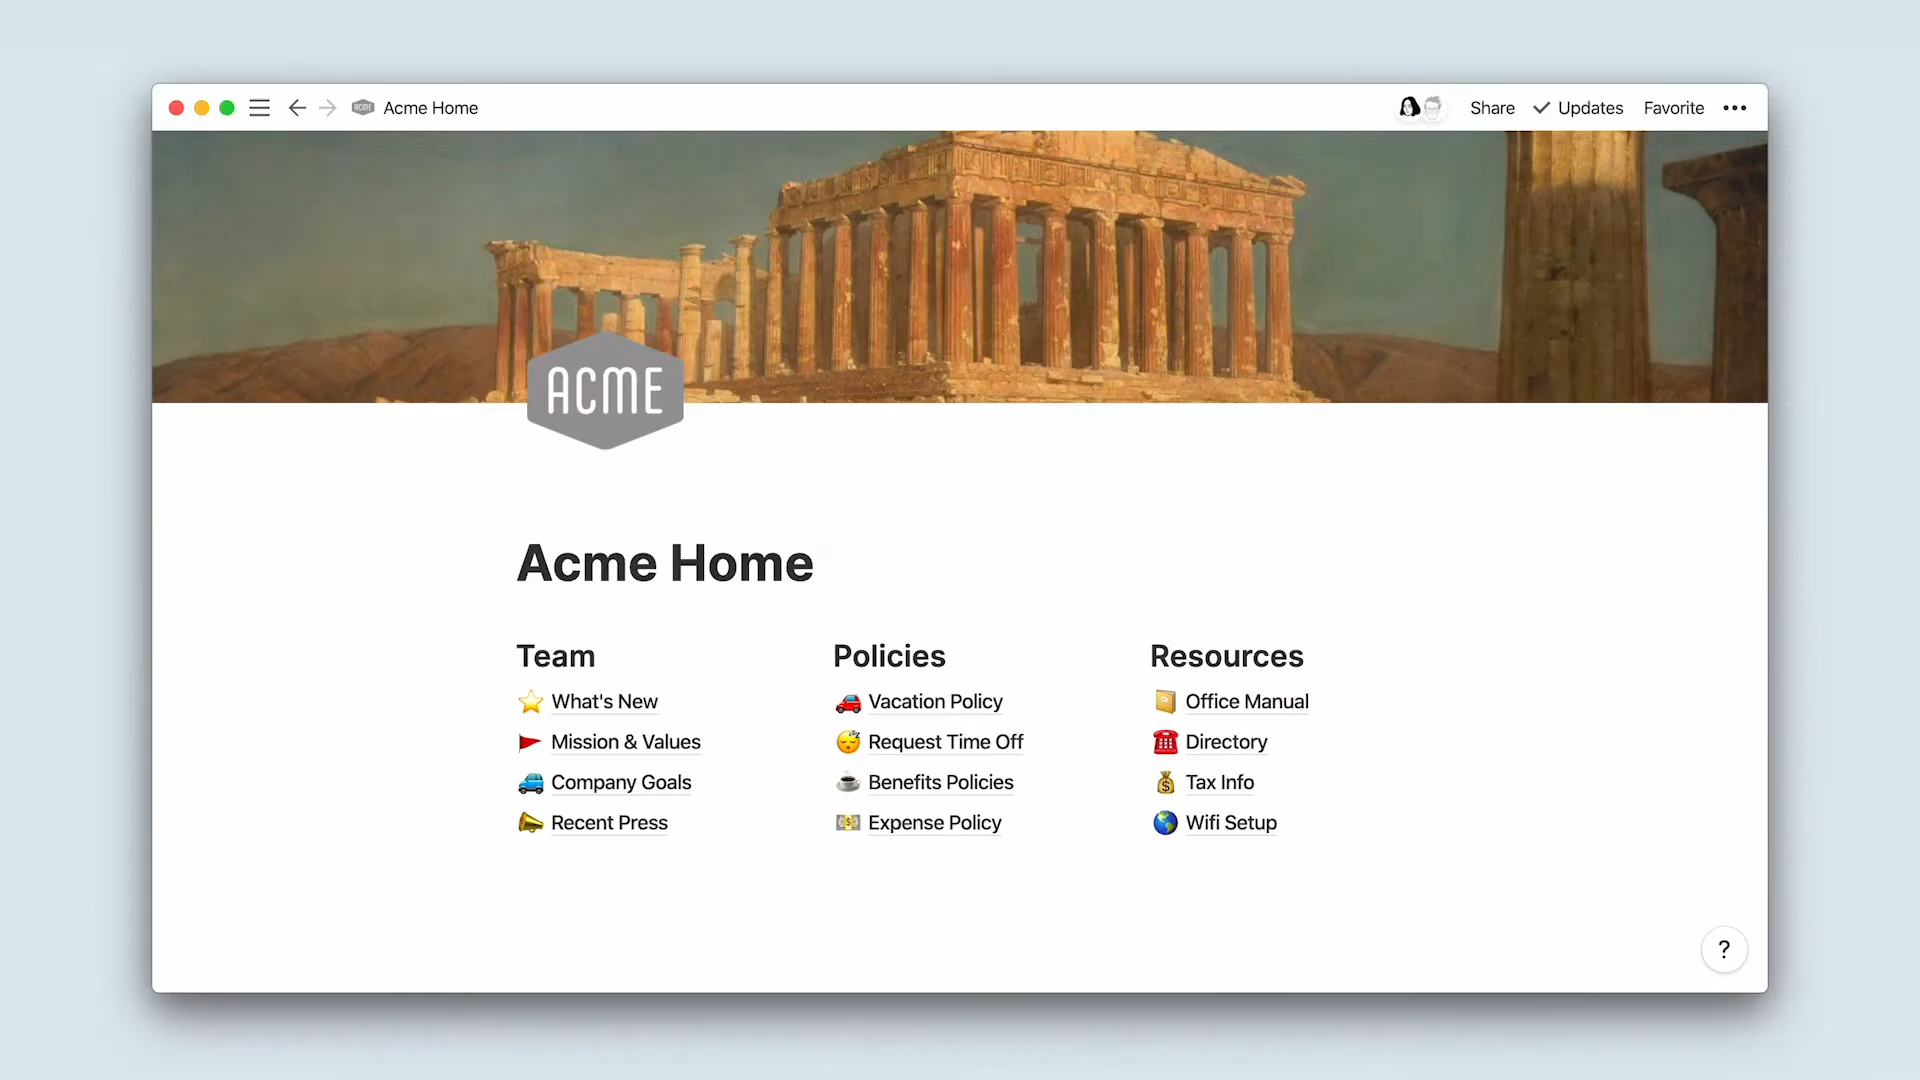 ACME Acme Home Share Updates Favorite •••
ACME
Acme Home
Team
What's New
Mission & Values
Company Goals
Recent Press
Policies
Vacation Policy
Request Time Off
Benefits Policies
Expense Policy
Resources
Office Manual
Directory
Tax Info
Wifi Setup
?